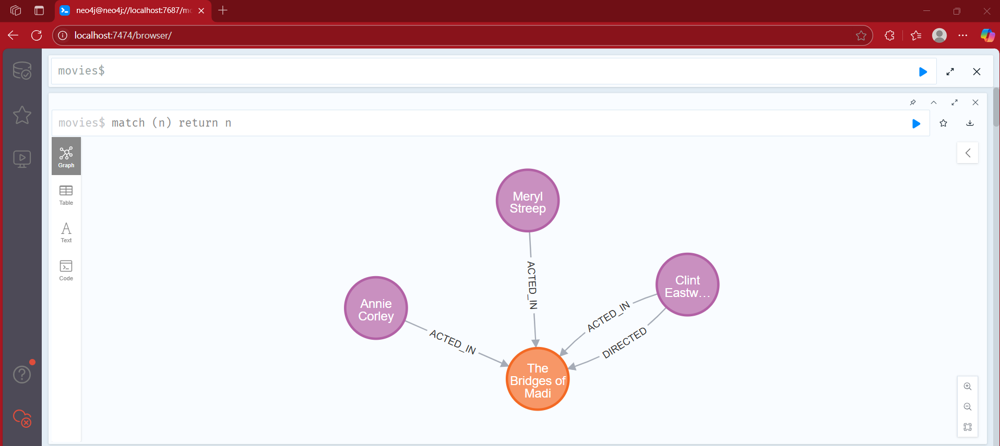 neo4j@neo4j://localhost:7687/mo
localhost:7474/browser/
movies$
movies$ match (n) return n
Graph
Table
Text
Code
Meryl
Streep
Clint
Eastw...
Annie
Corley
ACTED_IN
ACTED_IN
ACTED_IN
DIRECTED
The
Bridges of
Madi